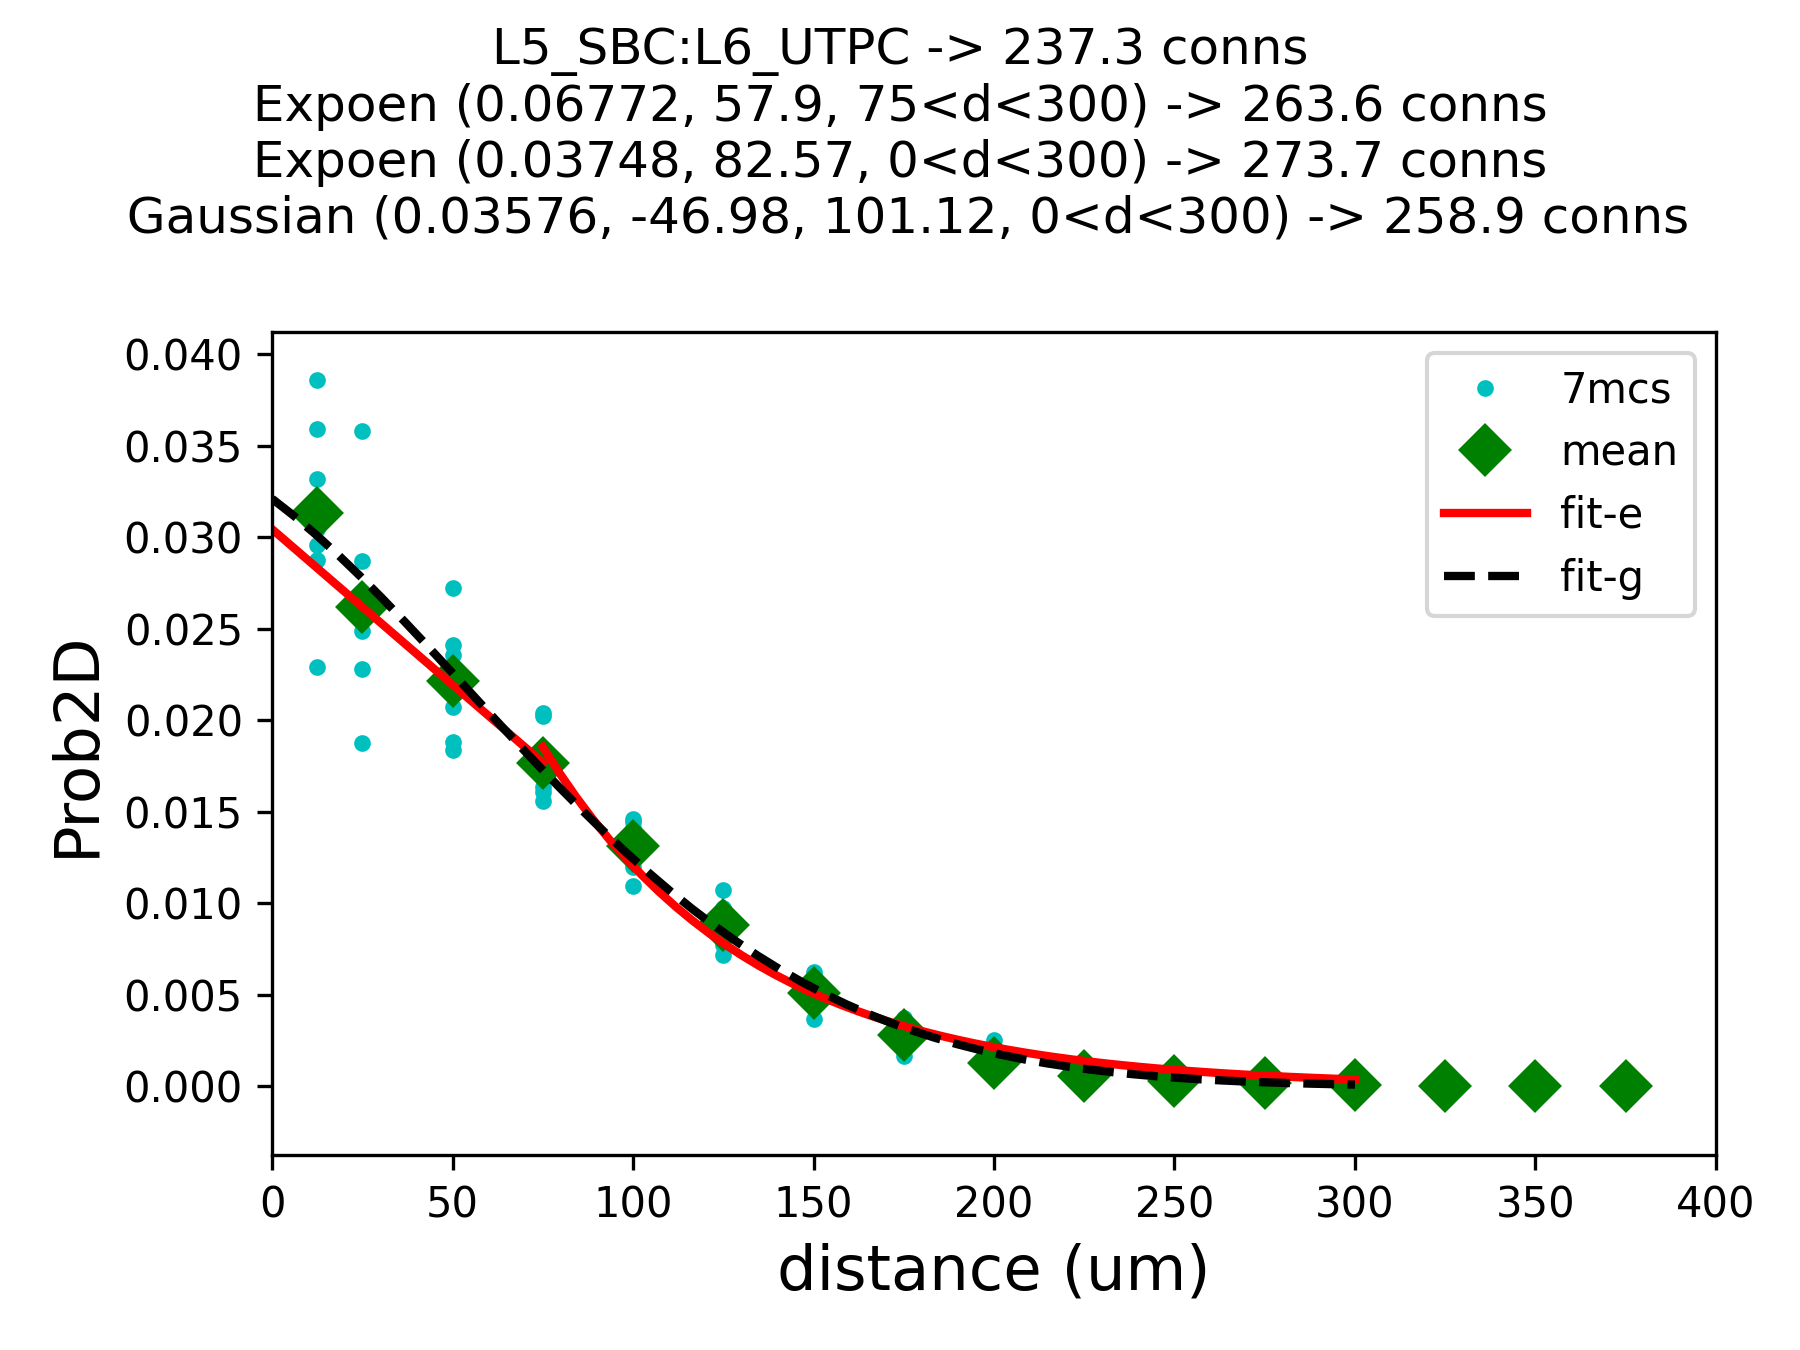 L5_SBC:L6_UTPC -> 237.3 conns
Expoen (0.06772, 57.9, 75<d<300) -> 263.6 conns
Expoen (0.03748, 82.57, 0<d<300) -> 273.7 conns
Gaussian (0.03576, -46.98, 101.12, 0<d<300) -> 258.9 conns
0.040
0.035
0.030
0.025
0.020
0.015
0.010
0.005
0.000
Prob2D
7mcs
mean
fit-e
fit-g
0 50 100 150 200 250 300 350 400
distance (um)